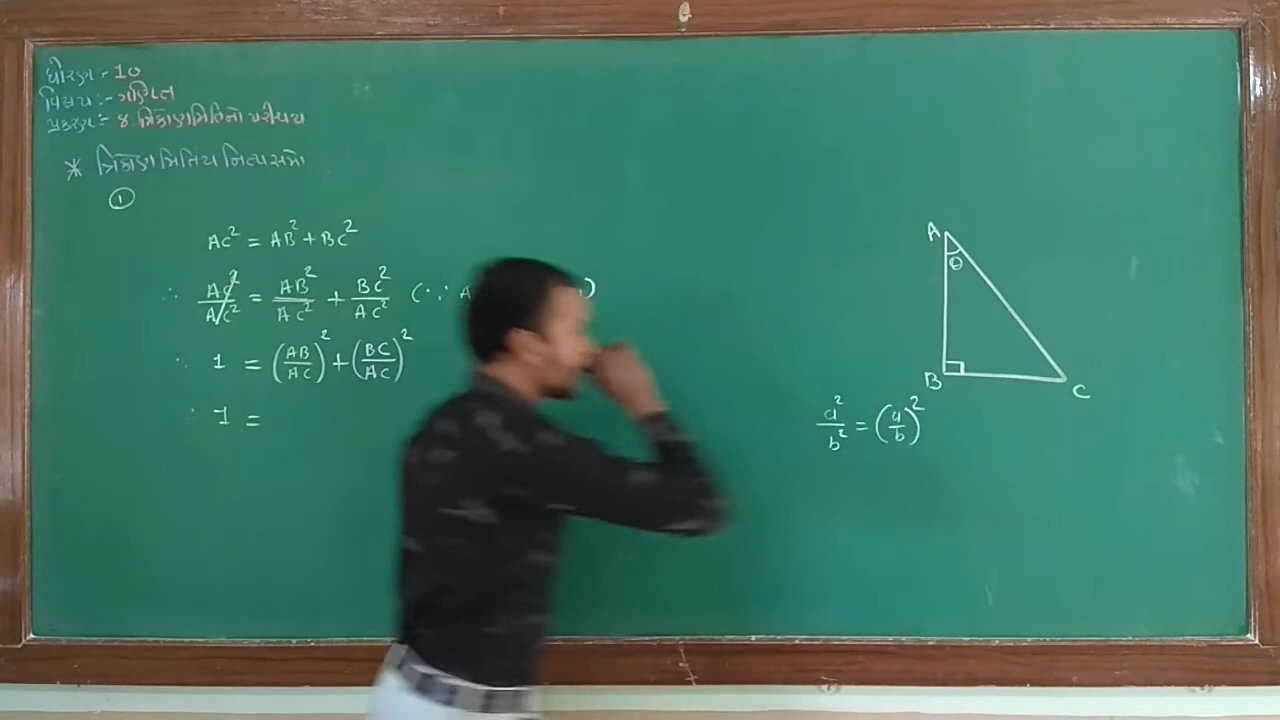 ધોરણ :- 10
વિષય :- ગણિત
પ્રકરણ :- ૪. ત્રિકોણમિતિનો પરીચય
* ત્રિકોણમિતિય નિત્યસમો
①
AC² = AB² + BC²
∴ AC²/AC² = AB²/AC² + BC²/AC² (∵ A )
∴ 1 = (AB/AC)² + (BC/AC)²
∴ 1 =
A
θ
B
C
a²/b² = (a/b)²